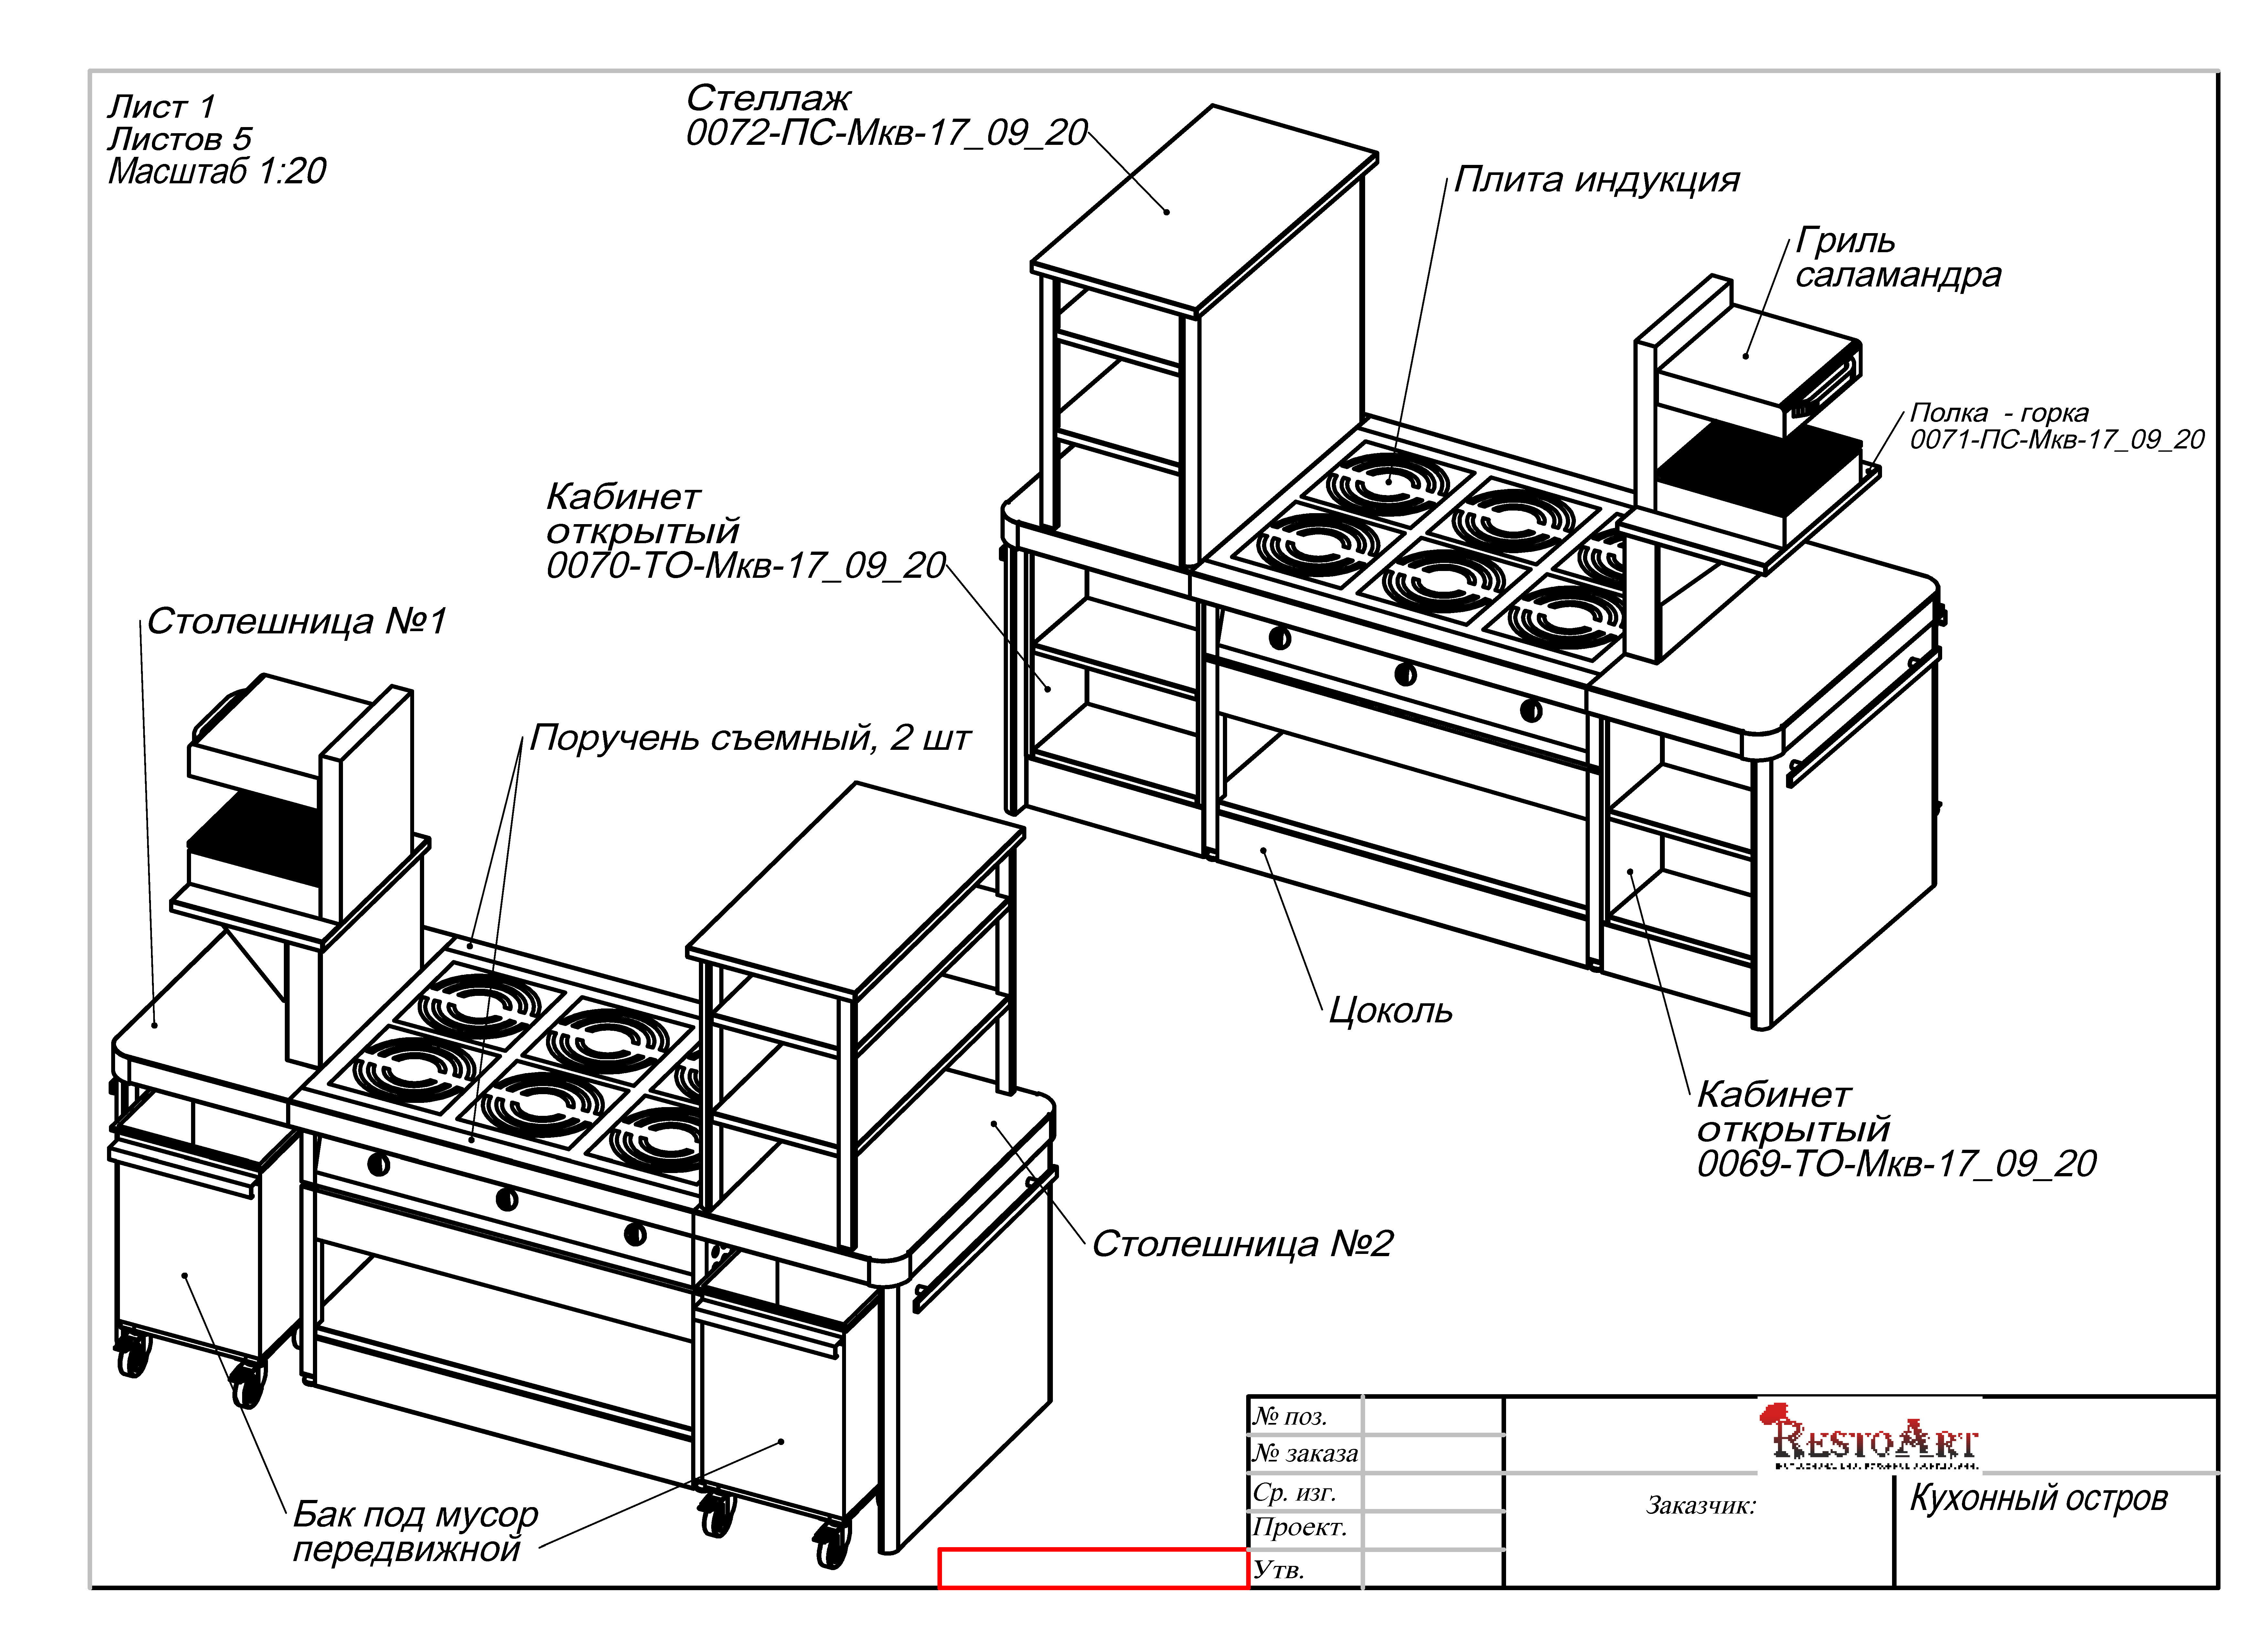 Лист 1
Листов 5
Масштаб 1:20
Стеллаж
0072-ПС-Мкв-17_09_20
Плита индукция
Гриль
саламандра
Полка - горка
0071-ПС-Мкв-17_09_20
Кабинет
открытый
0070-ТО-Мкв-17_09_20
Столешница №1
Поручень съемный, 2 шт
Цоколь
Кабинет
открытый
0069-ТО-Мкв-17_09_20
Столешница №2
Бак под мусор
передвижной
№ поз.
№ заказа
Ср. изг.
Проект.
Утв.
RESTOART
Заказчик:
Кухонный остров